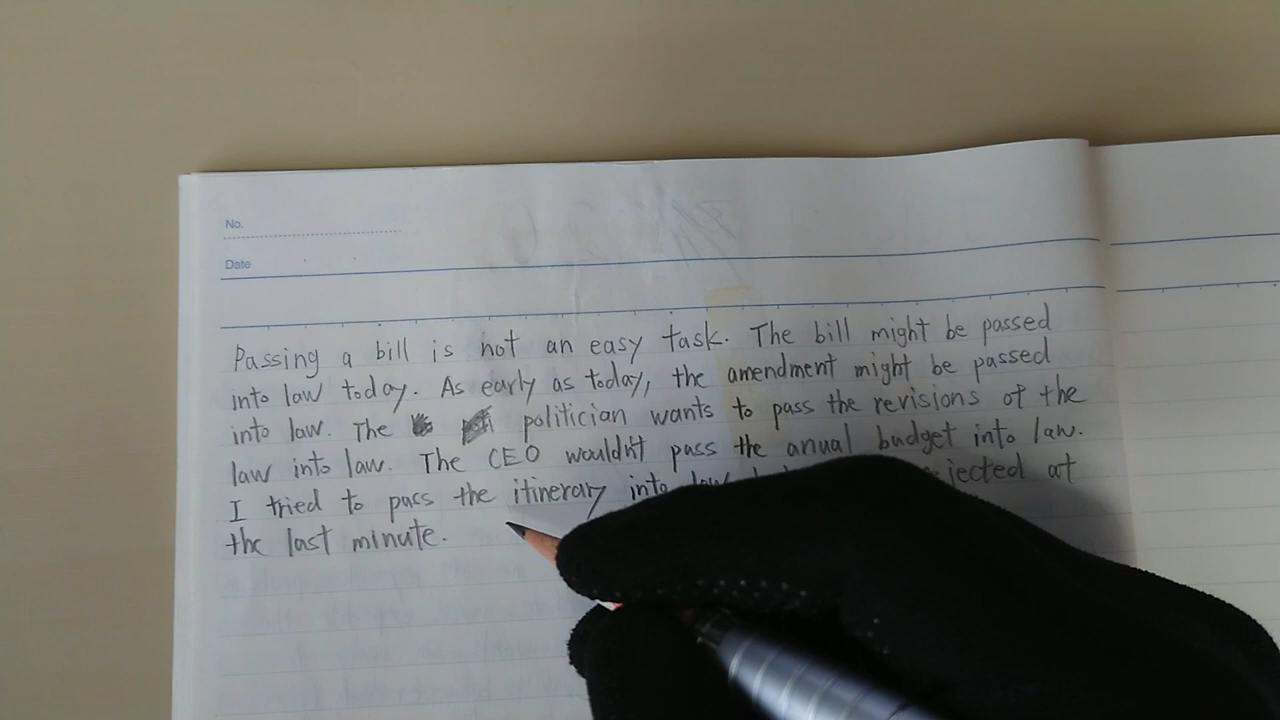 No.
Date
Passing a bill is not an easy task. The bill might be passed
into law today. As early as today, the amendment might be passed
into law. The politician wants to pass the revisions of the
law into law. The CEO wouldn't pass the anual budget into law.
I tried to pass the itinerary into law at
the last minute.